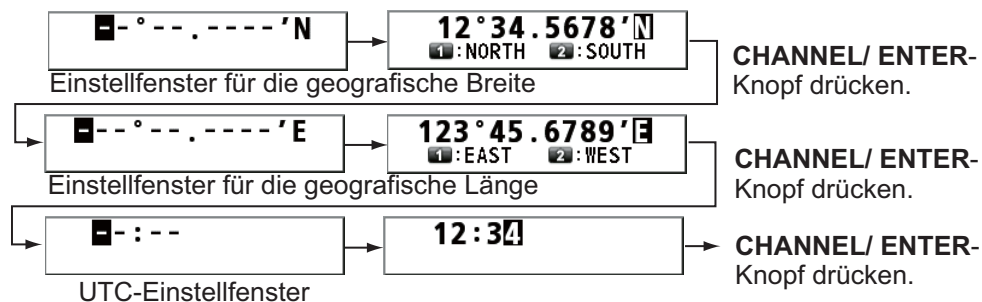 --°--.----'N
12°34.5678'N
1:NORTH 2:SOUTH
CHANNEL/ ENTER-
Knopf drücken.
Einstellfenster für die geografische Breite
---°--.----'E
123°45.6789'E
1:EAST 2:WEST
CHANNEL/ ENTER-
Knopf drücken.
Einstellfenster für die geografische Länge
--:--
12:34
CHANNEL/ ENTER-
Knopf drücken.
UTC-Einstellfenster